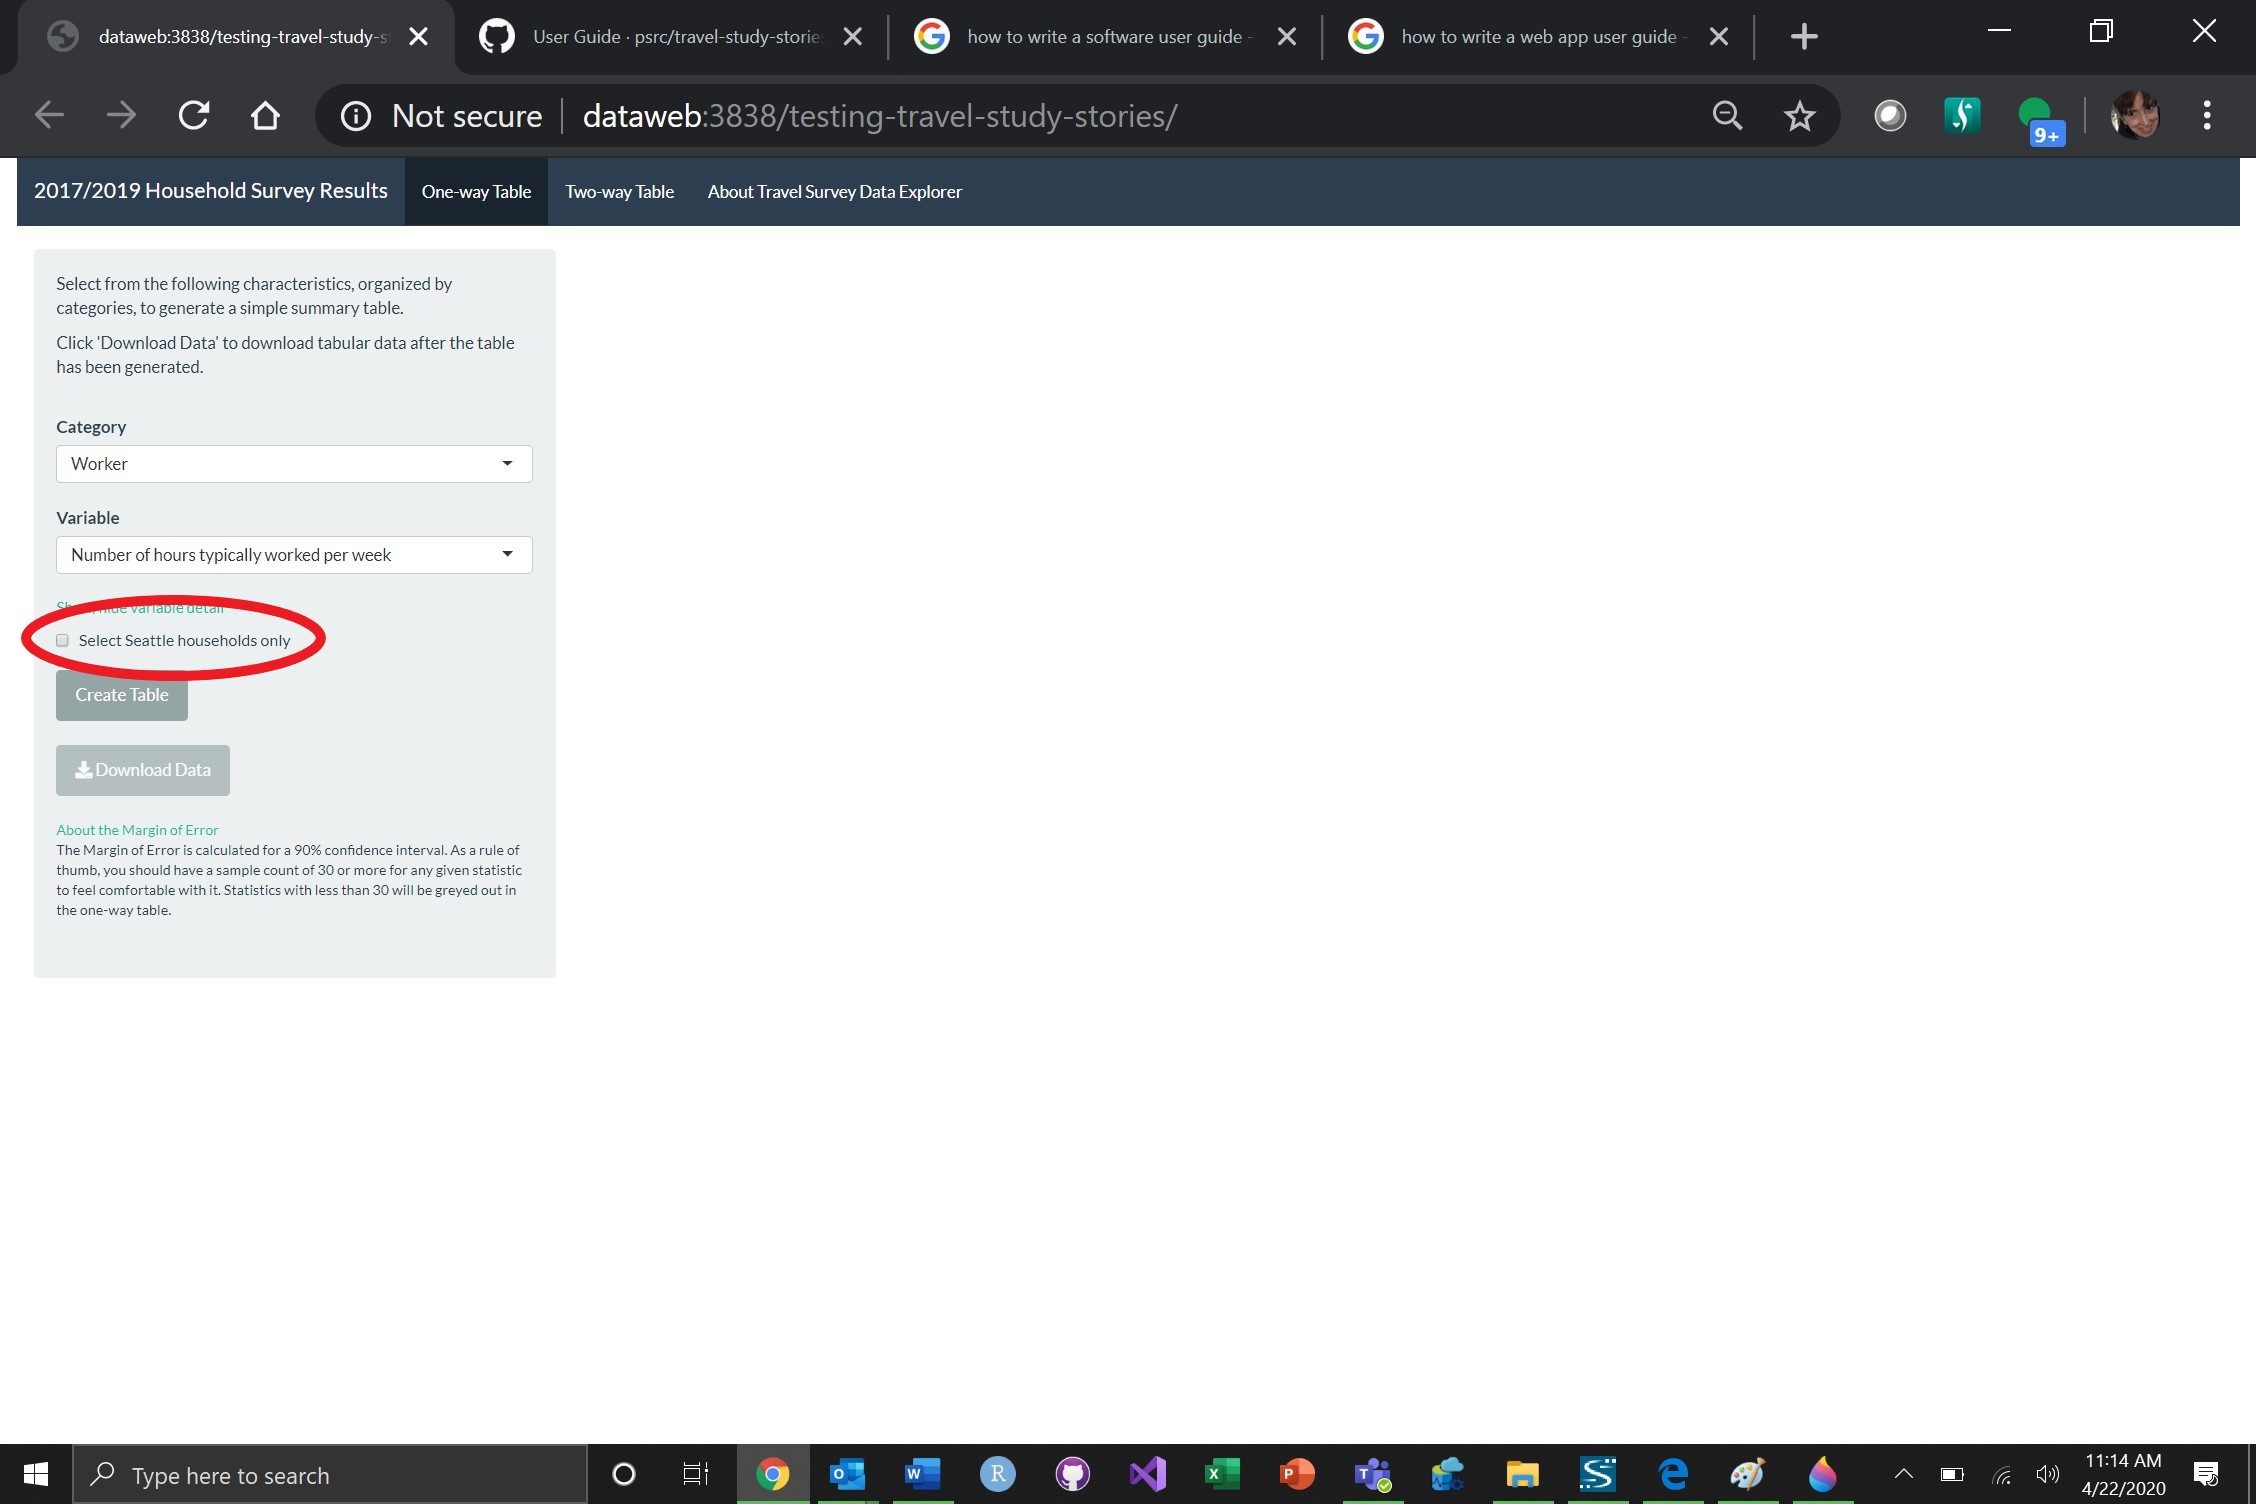 dataweb:3838/testing-travel-study-s
User Guide · psrc/travel-study-stories
how to write a software user guide -
how to write a web app user guide -
Not secure
dataweb:3838/testing-travel-study-stories/
9+
2017/2019 Household Survey Results
One-way Table
Two-way Table
About Travel Survey Data Explorer
Select from the following characteristics, organized by
categories, to generate a simple summary table.
Click 'Download Data' to download tabular data after the table
has been generated.
Category
Worker
Variable
Number of hours typically worked per week
Show/hide variable detail
Select Seattle households only
Create Table
Download Data
About the Margin of Error
The Margin of Error is calculated for a 90% confidence interval. As a rule of
thumb, you should have a sample count of 30 or more for any given statistic
to feel comfortable with it. Statistics with less than 30 will be greyed out in
the one-way table.
Type here to search
11:14 AM
4/22/2020